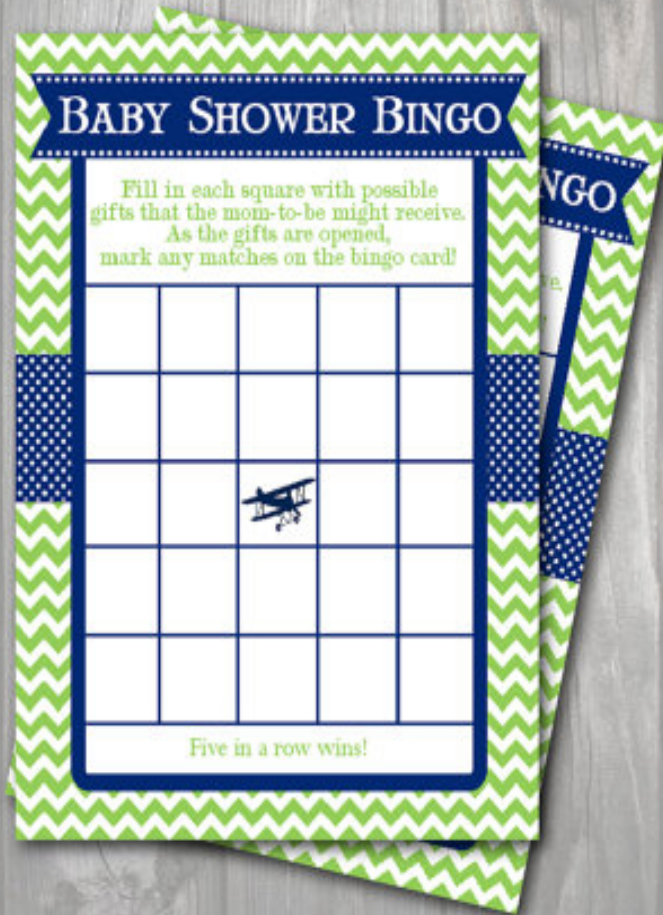 BABY SHOWER BINGO
Fill in each square with possible
gifts that the mom-to-be might receive.
As the gifts are opened,
mark any matches on the bingo card!
Five in a row wins!
NGO
ve.